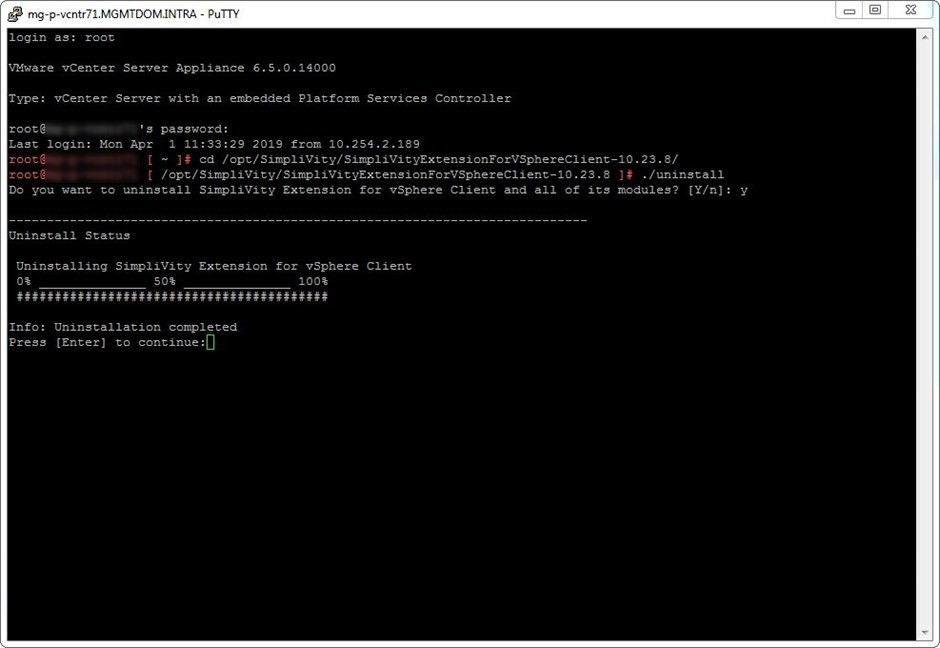 mg-p-vcntr71.MGMTDOM.INTRA - PuTTY
login as: root
VMware vCenter Server Appliance 6.5.0.14000
Type: vCenter Server with an embedded Platform Services Controller
root@ 's password:
Last login: Mon Apr  1 11:33:29 2019 from 10.254.2.189
root@ [ ~ ]# cd /opt/SimpliVity/SimpliVityExtensionForVSphereClient-10.23.8/
root@ [ /opt/SimpliVity/SimpliVityExtensionForVSphereClient-10.23.8 ]# ./uninstall
Do you want to uninstall SimpliVity Extension for vSphere Client and all of its modules? [Y/n]: y
----------------------------------------------------------------------------
Uninstall Status
Uninstalling SimpliVity Extension for vSphere Client
0% ______________ 50% ______________ 100%
#########################################
Info: Uninstallation completed
Press [Enter] to continue: